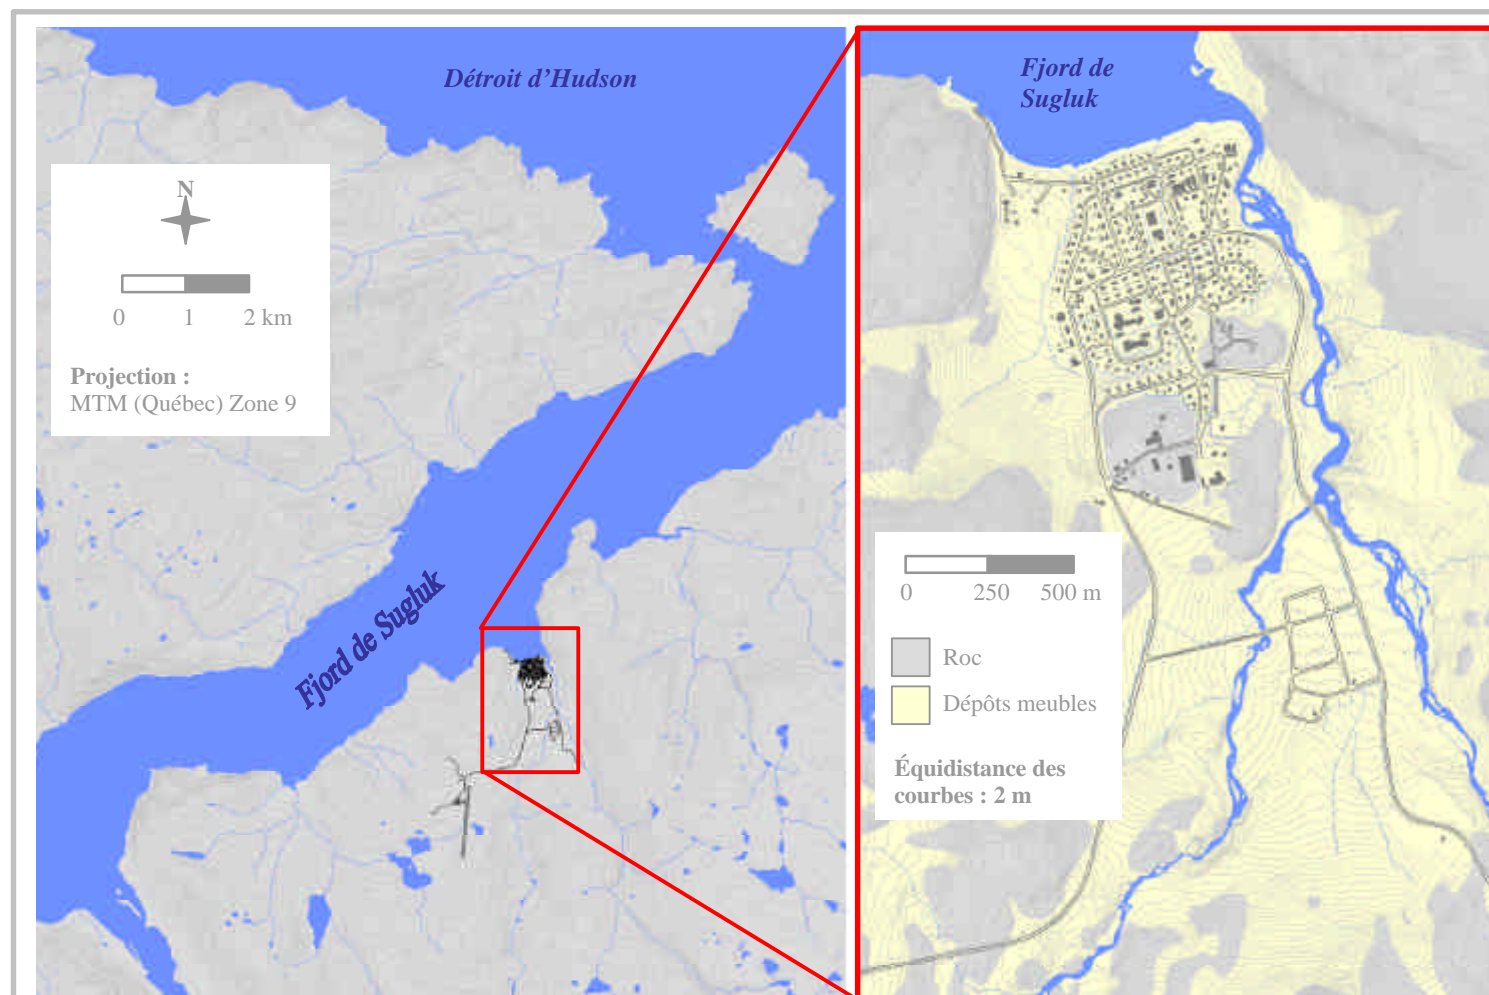 Détroit d'Hudson
N
0 1 2 km
Projection :
MTM (Québec) Zone 9
Fjord de Sugluk
Fjord de
Sugluk
0 250 500 m
Roc
Dépôts meubles
Équidistance des
courbes : 2 m